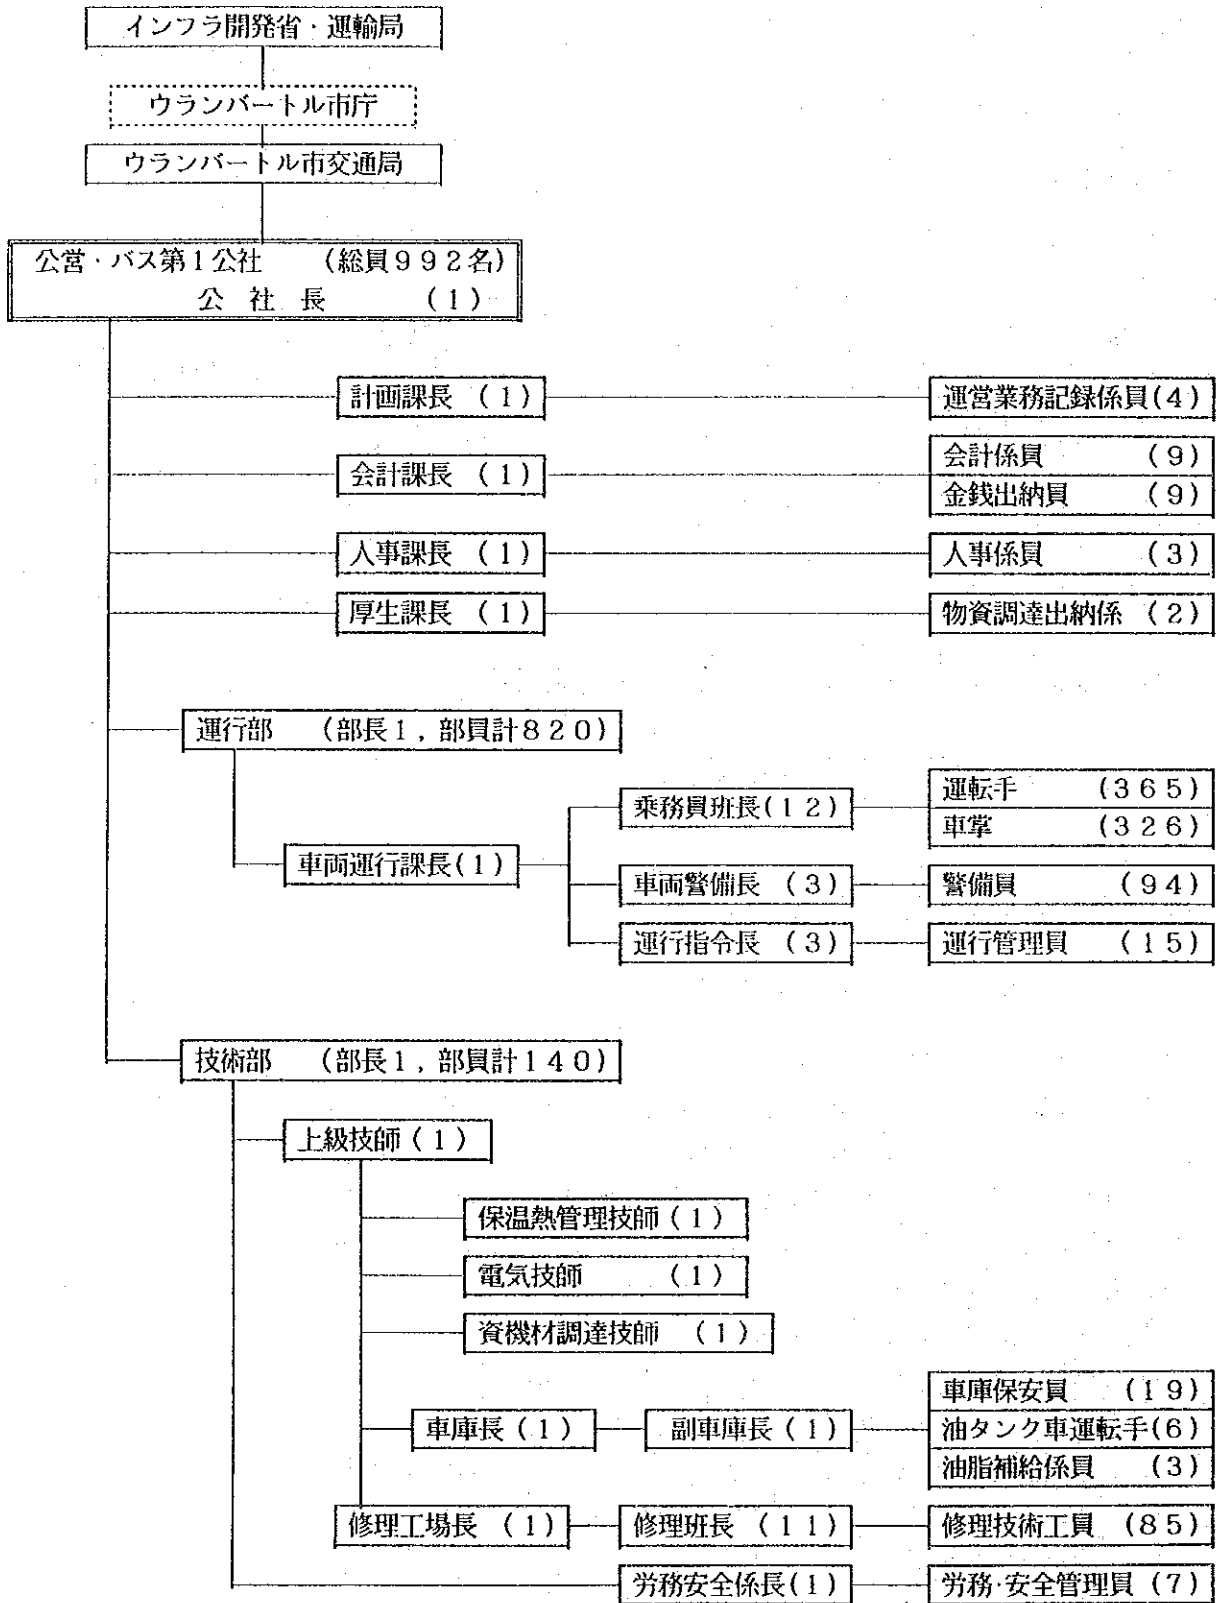 インフラ開発省・運輸局
ウランバートル市庁
ウランバートル市交通局
公営・バス第1公社 (総員992名)
公 社 長 (1)
計画課長 (1) 運営業務記録係員(4)
会計課長 (1) 会計係員 (9)
金銭出納員 (9)
人事課長 (1) 人事係員 (3)
厚生課長 (1) 物資調達出納係 (2)
運行部 (部長1, 部員計820)
車両運行課長(1)
乗務員班長(12) 運転手 (365)
車掌 (326)
車両警備長 (3) 警備員 (94)
運行指令長 (3) 運行管理員 (15)
技術部 (部長1, 部員計140)
上級技師 (1)
保温熱管理技師 (1)
電気技師 (1)
資機材調達技師 (1)
車庫長 (1) 副車庫長 (1) 車庫保安員 (19)
油タンク車運転手(6)
油脂補給係員 (3)
修理工場長 (1) 修理班長 (11) 修理技術工員 (85)
労務安全係長(1) 労務・安全管理員 (7)